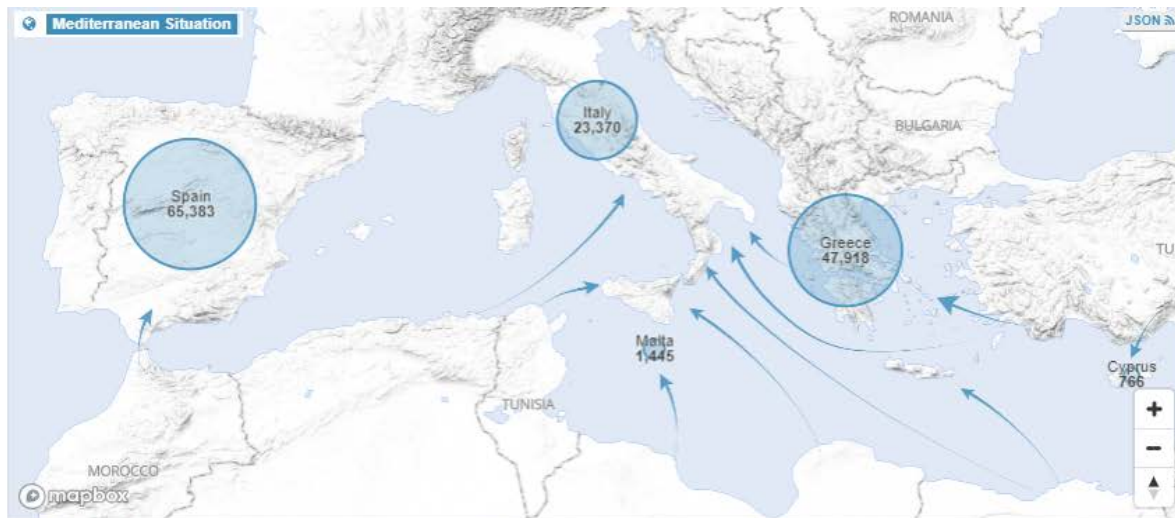 Mediterranean Situation
JSON
ROMANIA
Italy
23,370
BULGARIA
Spain
65,383
Greece
47,918
TU
Malta
1,445
Cyprus
766
TUNISIA
+
−
MOROCCO
mapbox